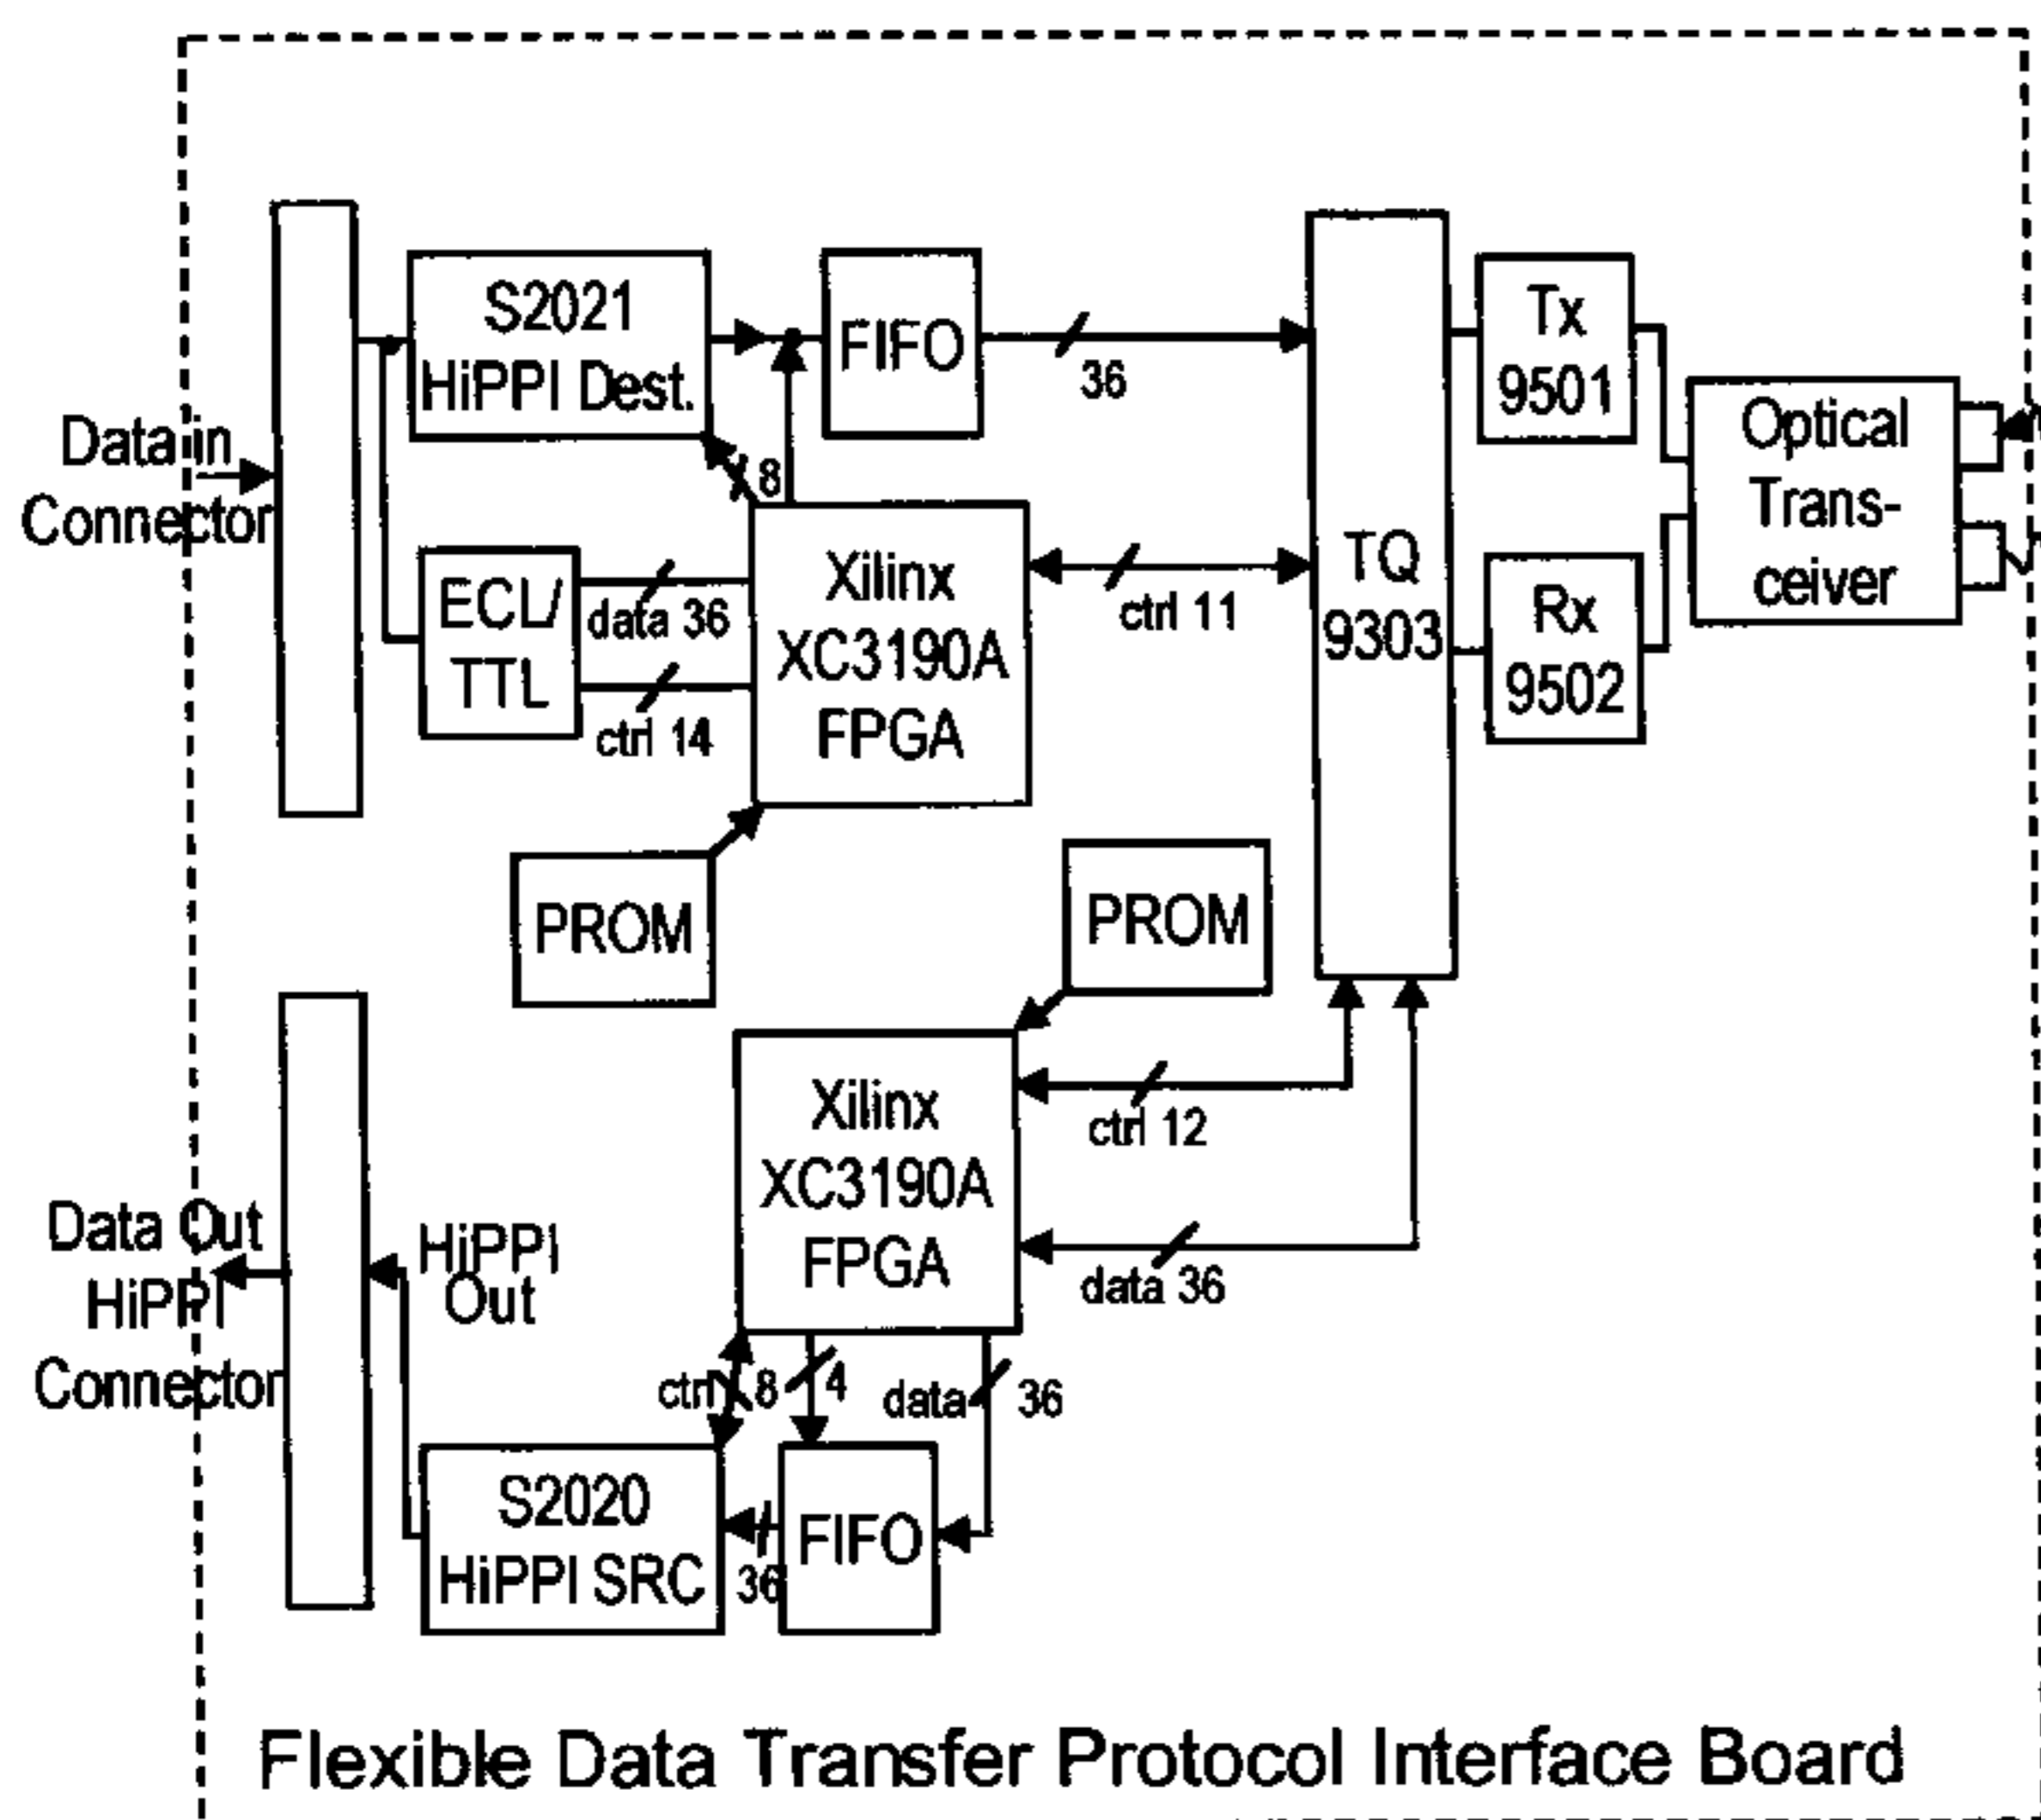 S2021
HiPPI Dest.
FIFO
36
Tx
9501
Optical
Trans-
ceiver
Data in
Connector
8
ECL/
TTL
data 36
ctrl 14
Xilinx
XC3190A
FPGA
ctrl 11
TQ
9303
Rx
9502
PROM
PROM
Xilinx
XC3190A
FPGA
ctrl 12
data 36
Data Out
HiPPI
Connector
HiPPI
Out
ctrl 8
4
data 36
S2020
HiPPI SRC
36
FIFO
Flexible Data Transfer Protocol Interface Board